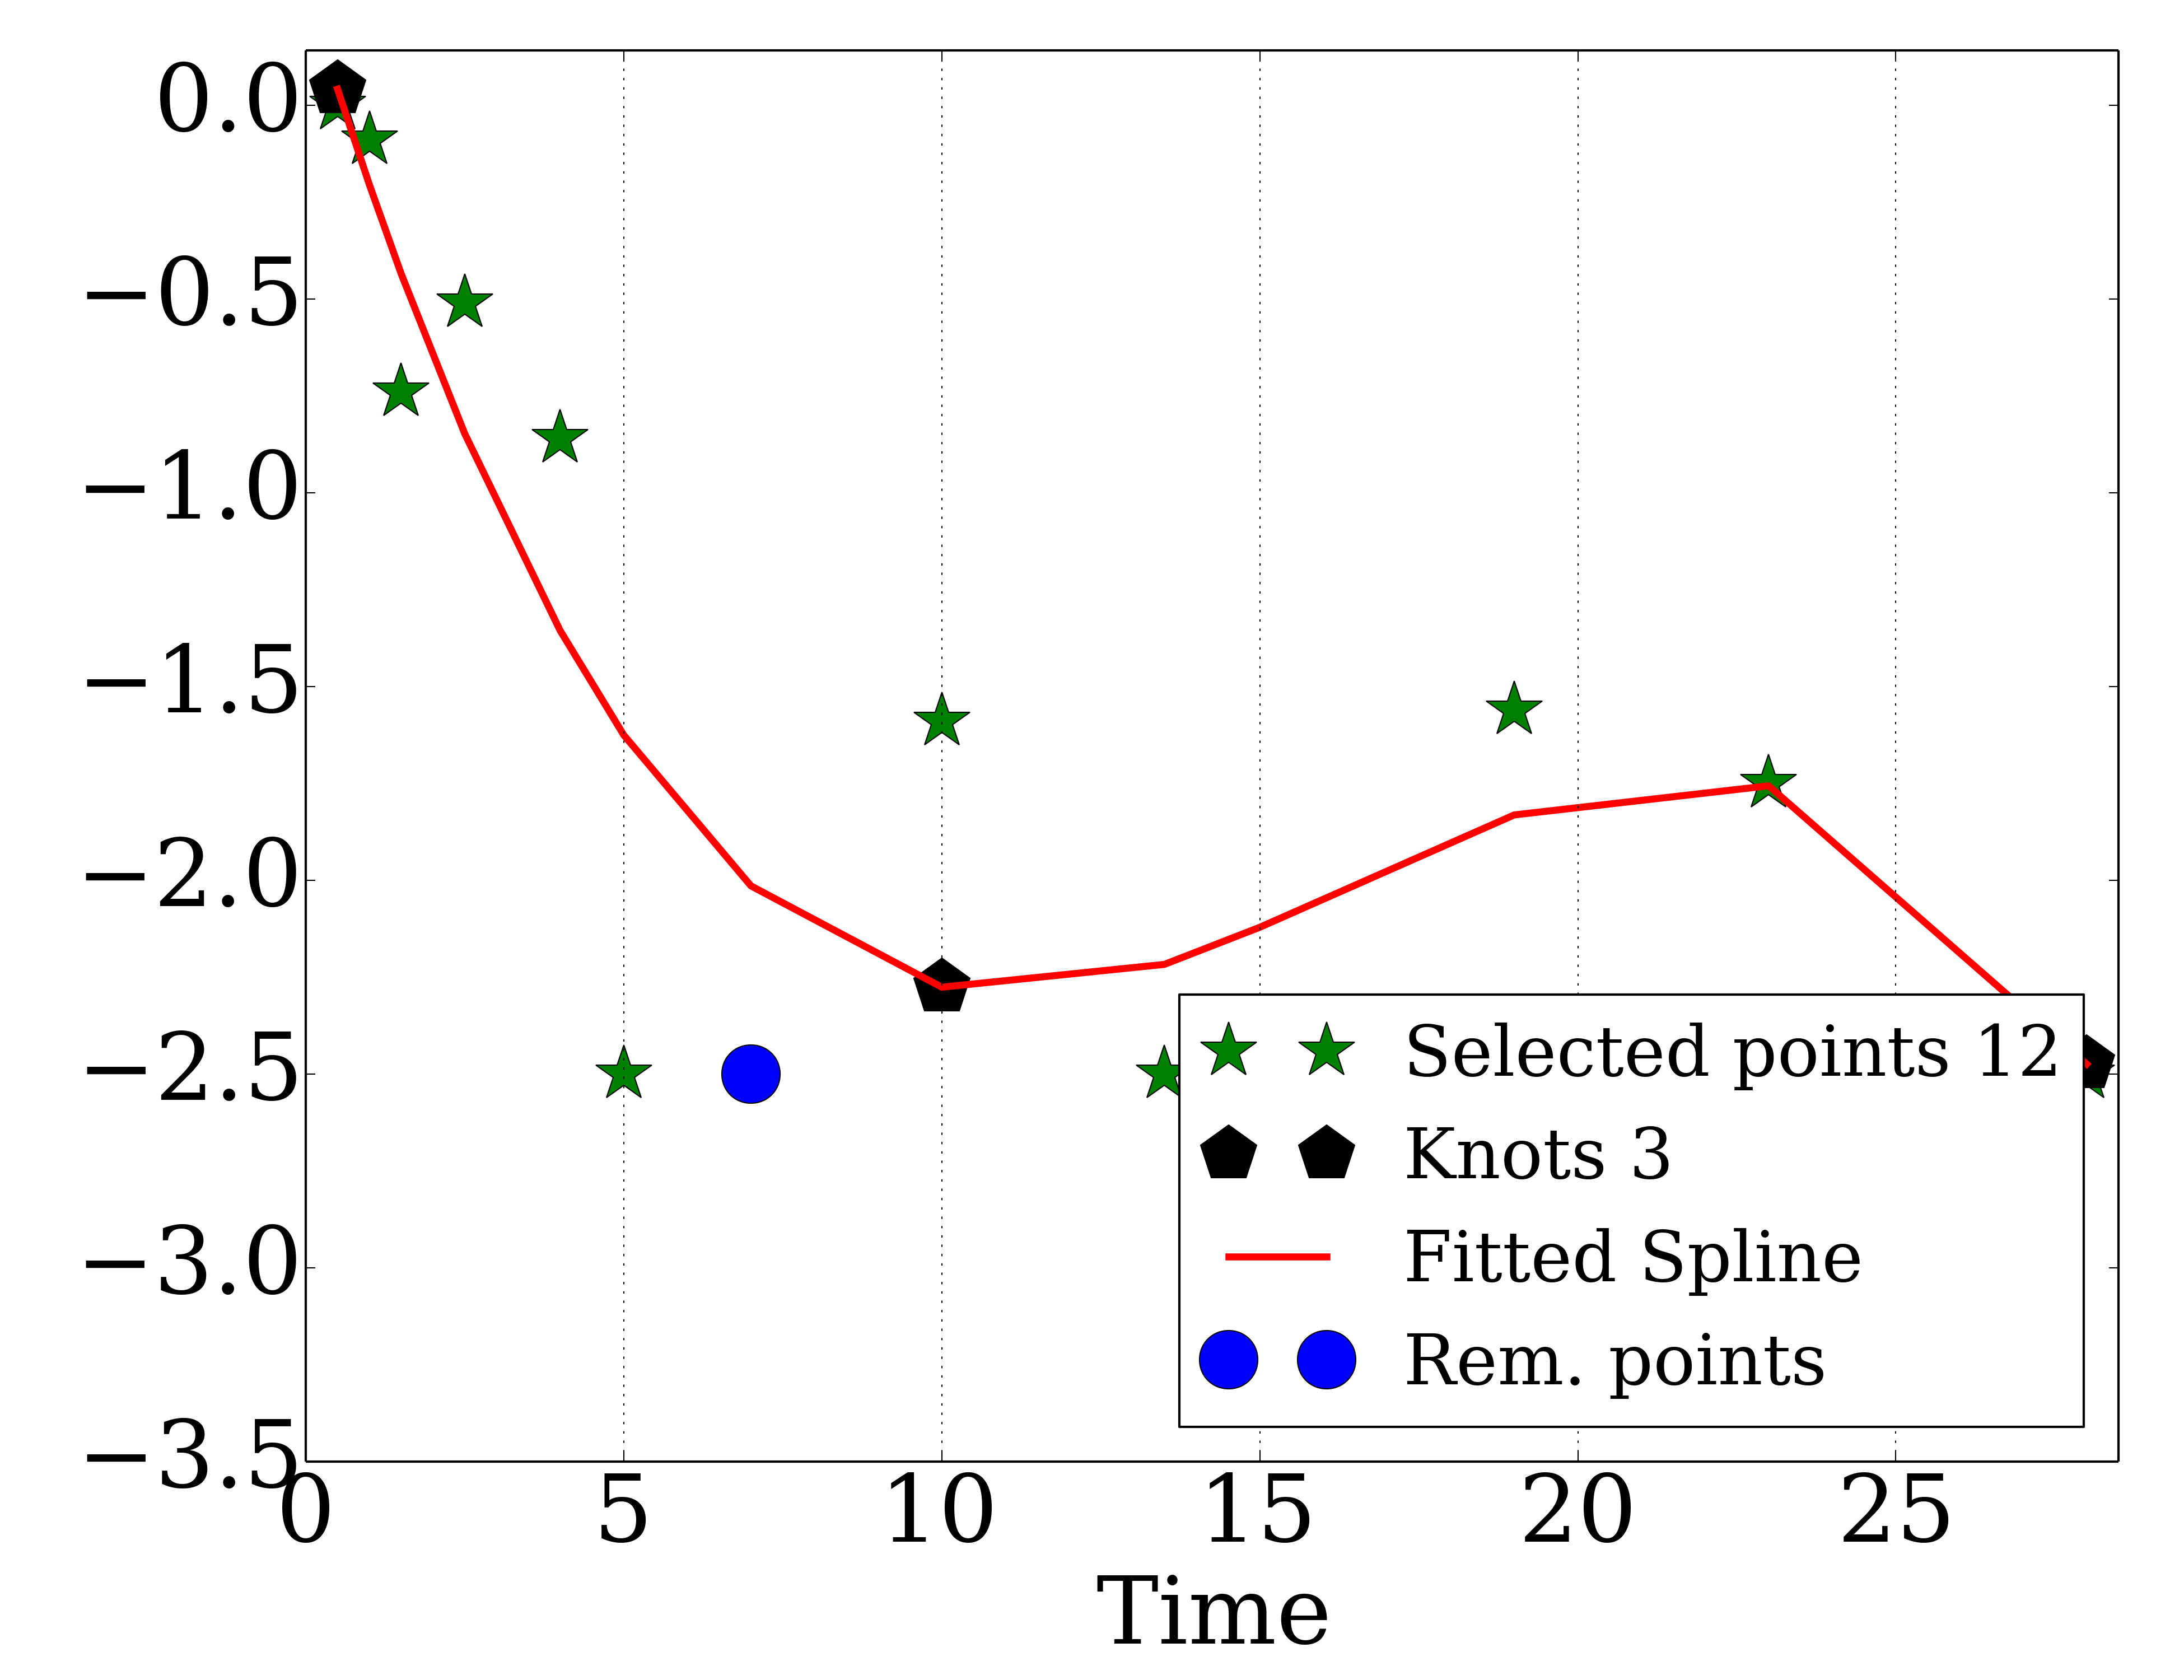 0.0
−0.5
−1.0
−1.5
−2.0
−2.5
−3.0
−3.5
Selected points 12
Knots 3
Fitted Spline
Rem. points
0 5 10 15 20 25
Time